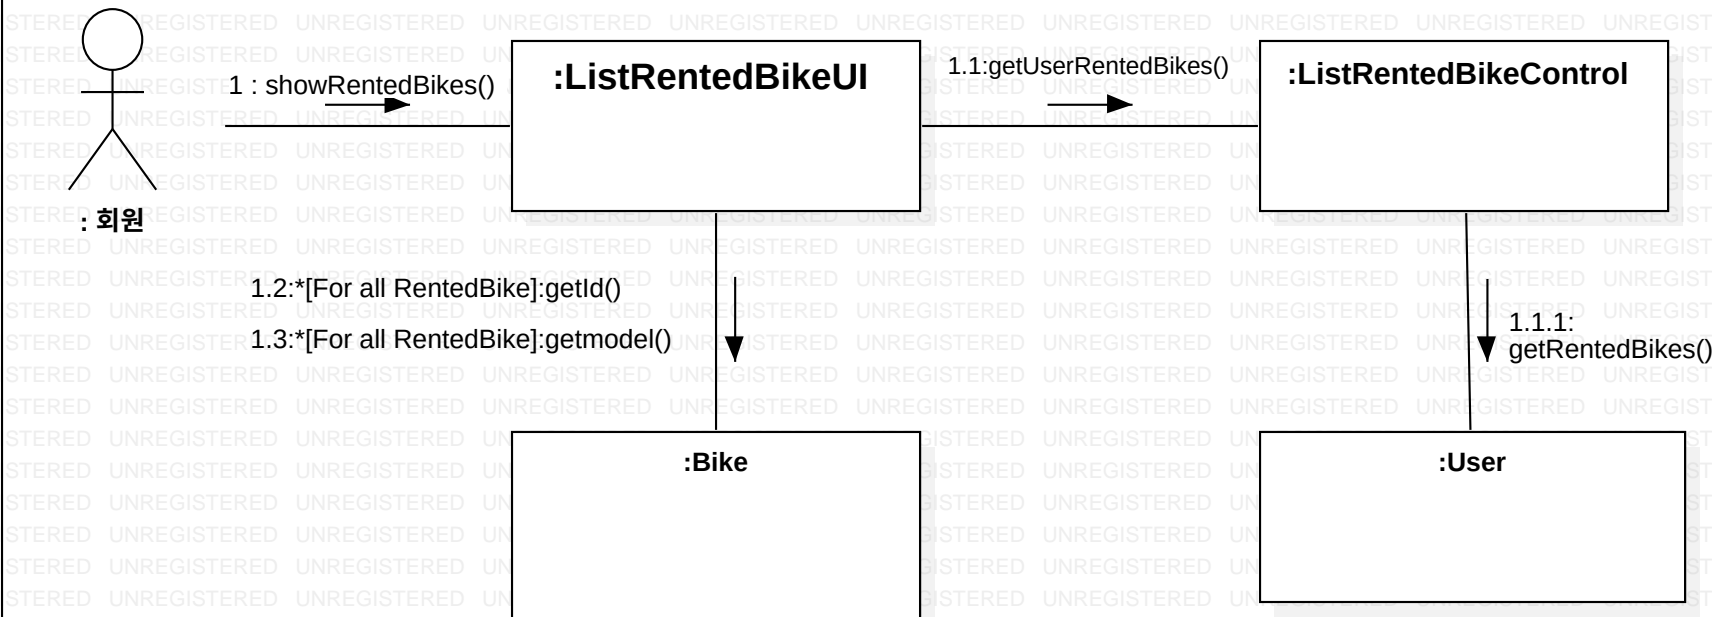 1 : showRentedBikes()
:ListRentedBikeUI
1.1:getUserRentedBikes()
:ListRentedBikeControl
: 회원
1.2:*[For all RentedBike]:getId()
1.3:*[For all RentedBike]:getmodel()
1.1.1:
getRentedBikes()
:Bike
:User
UNREGISTERED